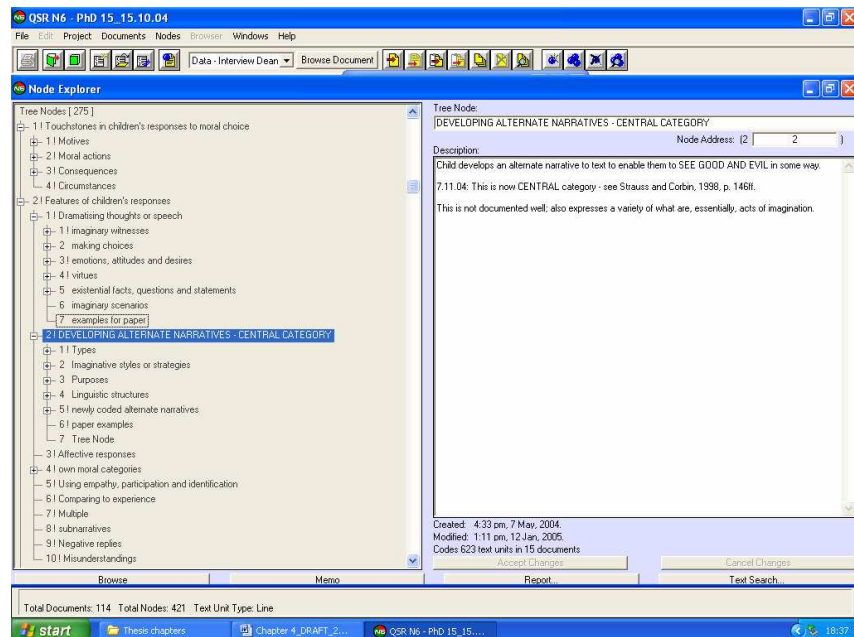 QSR N6 - PhD 15_15.10.04
File Edit Project Documents Nodes Browser Windows Help
Data - Interview Dean Browse Document
Node Explorer
Tree Nodes [ 275 ]
1 ! Touchstones in children's responses to moral choice
1 ! Motives
2 ! Moral actions
3 ! Consequences
4 ! Circumstances
2 ! Features of children's responses
1 ! Dramatising thoughts or speech
1 ! imaginary witnesses
2 making choices
3 ! emotions, attitudes and desires
4 ! virtues
5 existential facts, questions and statements
6 imaginary scenarios
7 examples for paper
2 ! DEVELOPING ALTERNATE NARRATIVES - CENTRAL CATEGORY
1 ! Types
2 Imaginative styles or strategies
3 Purposes
4 Linguistic structures
5 ! newly coded alternate narratives
6 ! paper examples
7 Tree Node
3 ! Affective responses
4 ! own moral categories
5 ! Using empathy, participation and identification
6 ! Comparing to experience
7 ! Multiple
8 ! subnarratives
9 ! Negative replies
10 ! Misunderstandings
Browse Memo
Tree Node:
DEVELOPING ALTERNATE NARRATIVES - CENTRAL CATEGORY
Node Address: (2 2 )
Description:
Child develops an alternate narrative to text to enable them to SEE GOOD AND EVIL in some way.
7.11.04: This is now CENTRAL category - see Strauss and Corbin, 1998, p. 146ff.
This is not documented well; also expresses a variety of what are, essentially, acts of imagination.
Created: 4:33 pm, 7 May, 2004.
Modified: 1:11 pm, 12 Jan, 2005.
Codes 623 text units in 15 documents
Accept Changes Cancel Changes
Report... Text Search...
Total Documents: 114 Total Nodes: 421 Text Unit Type: Line
start Thesis chapters Chapter 4_DRAFT_2... QSR N6 - PhD 15_15.... 18:37